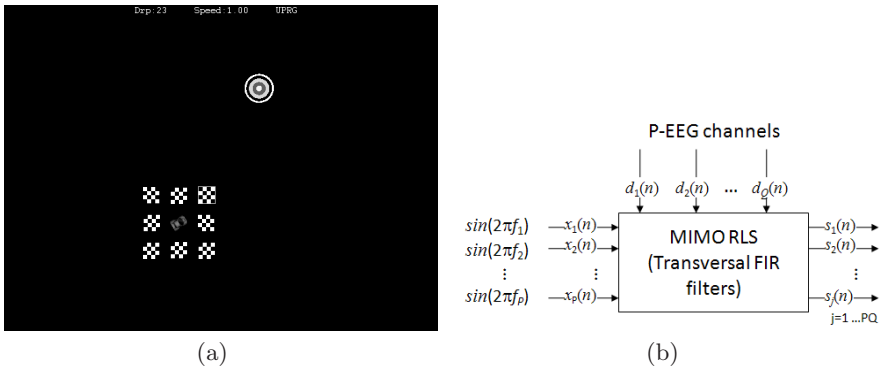 Drp:23 Speed:1.00 UPRG
(a)
P-EEG channels
d₁(n) d₂(n) ... d_Q(n)
sin(2πf₁) x₁(n) s₁(n)
sin(2πf₂) x₂(n) s₂(n)
⋮ ⋮ ⋮
sin(2πfₚ) xₚ(n) sⱼ(n)
MIMO RLS
(Transversal FIR
filters)
j=1 ...PQ
(b)